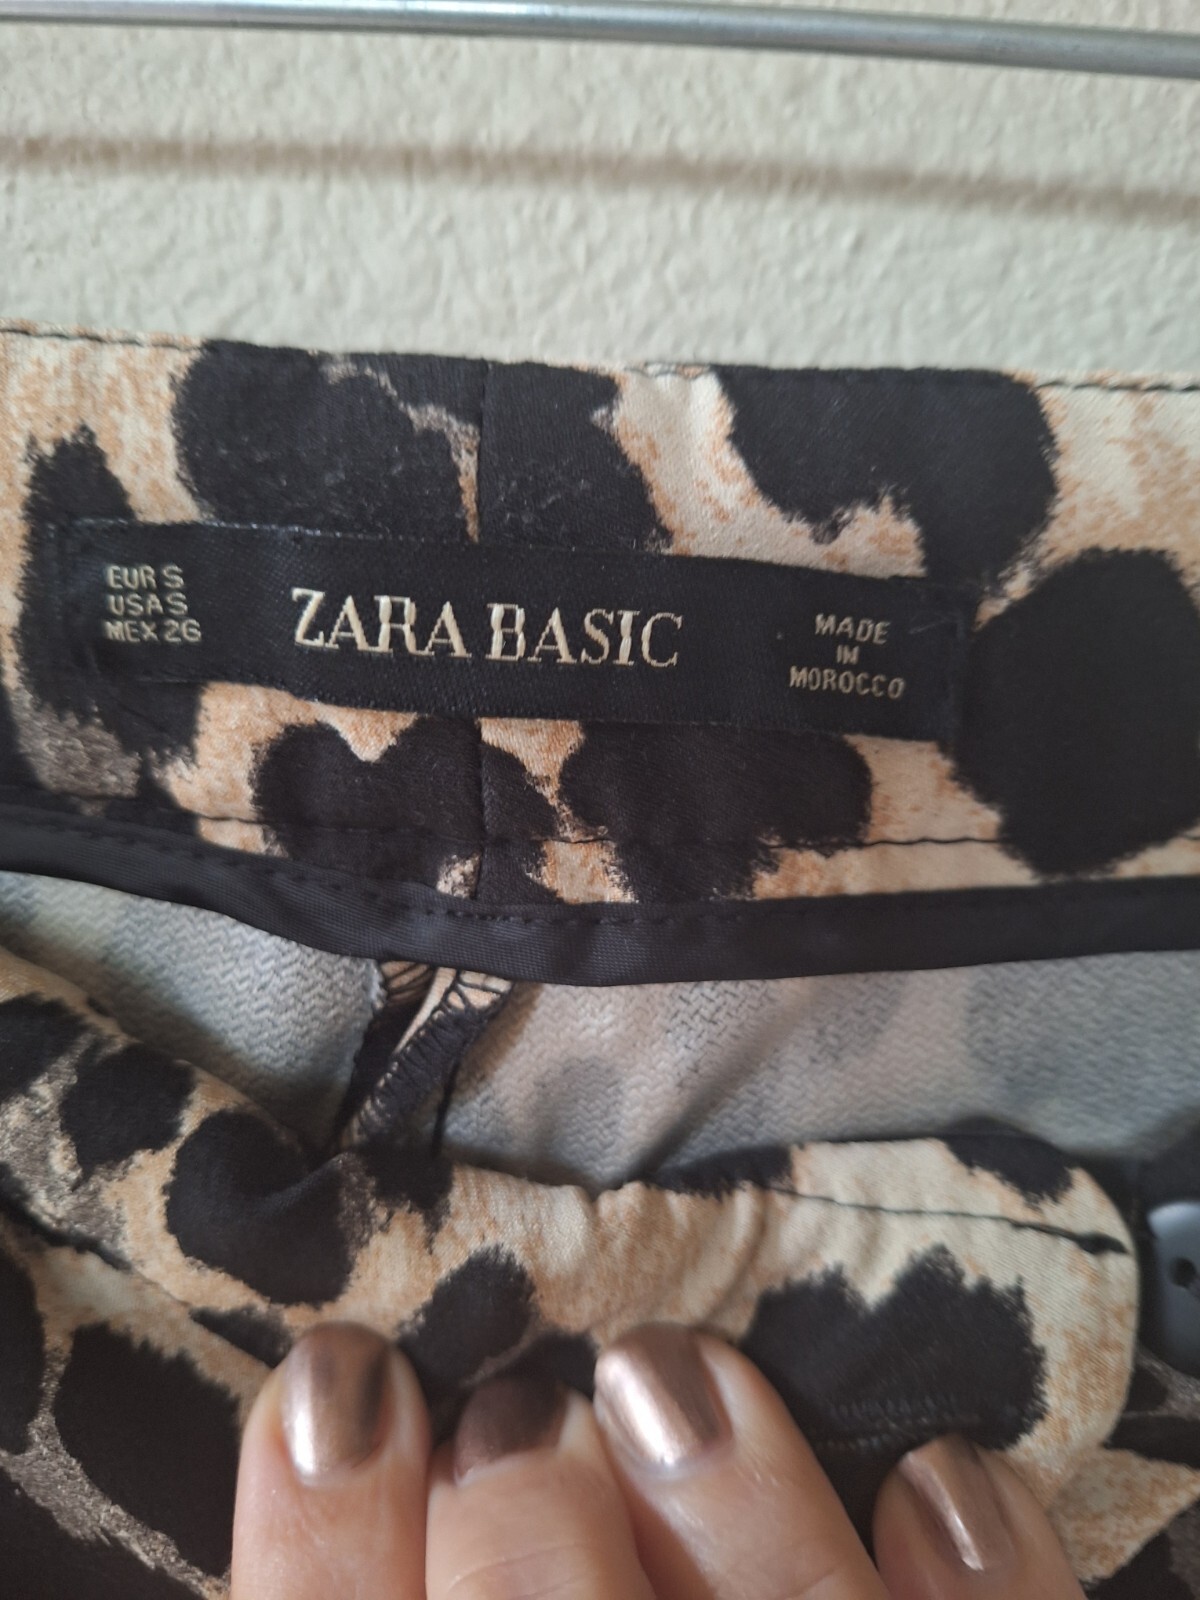 EUR S
USA S
MEX 26
ZARA BASIC
MADE
IN
MOROCCO